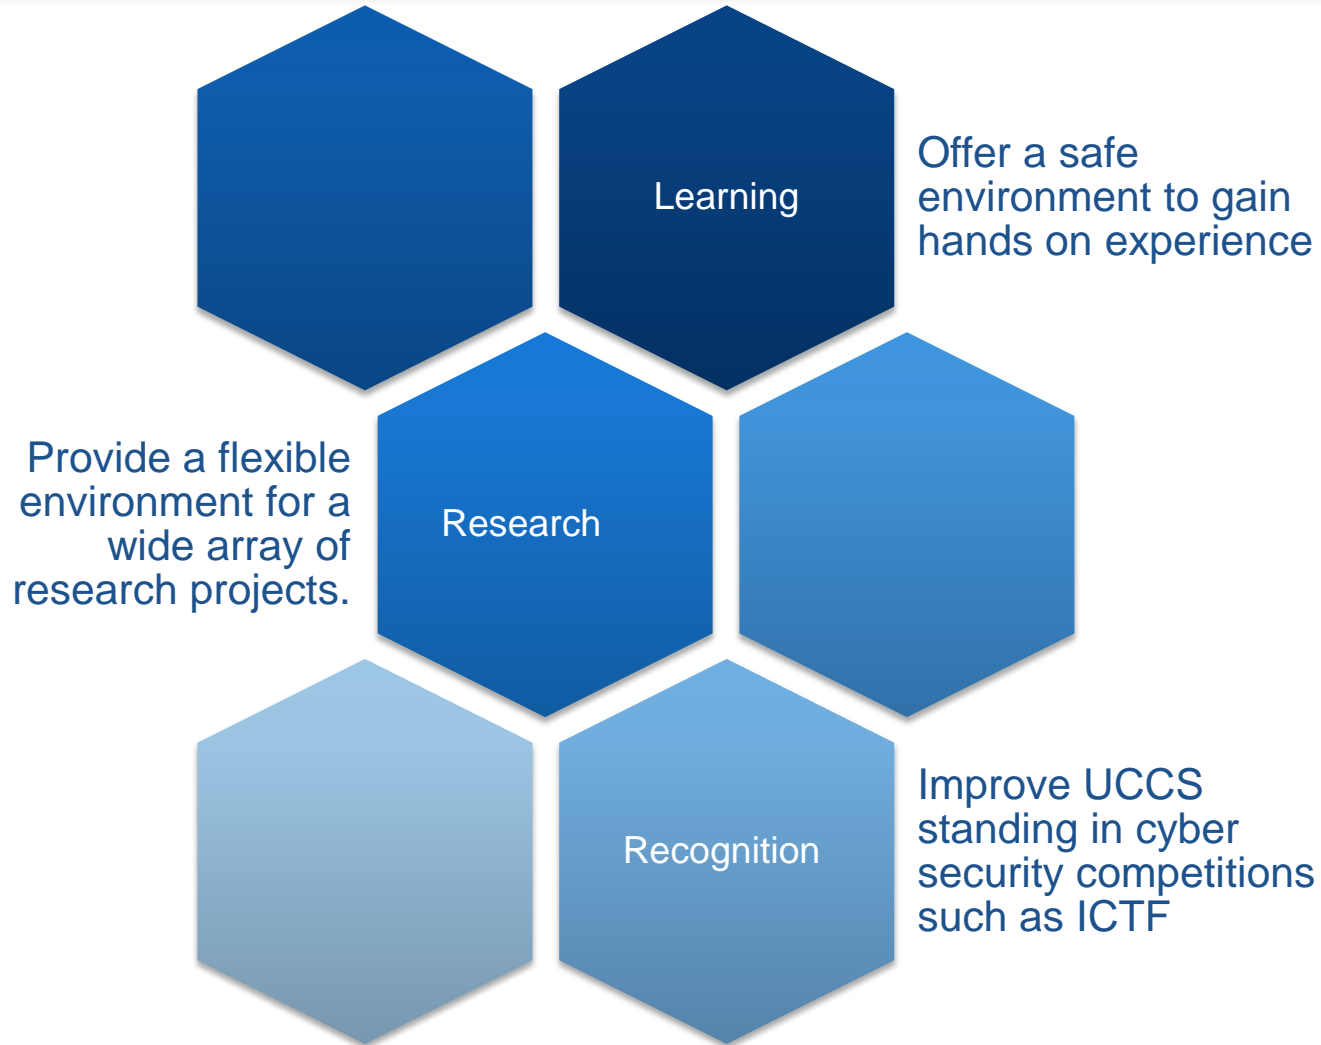 Learning
Offer a safe
environment to gain
hands on experience
Provide a flexible
environment for a
wide array of
research projects.
Research
Recognition
Improve UCCS
standing in cyber
security competitions
such as ICTF